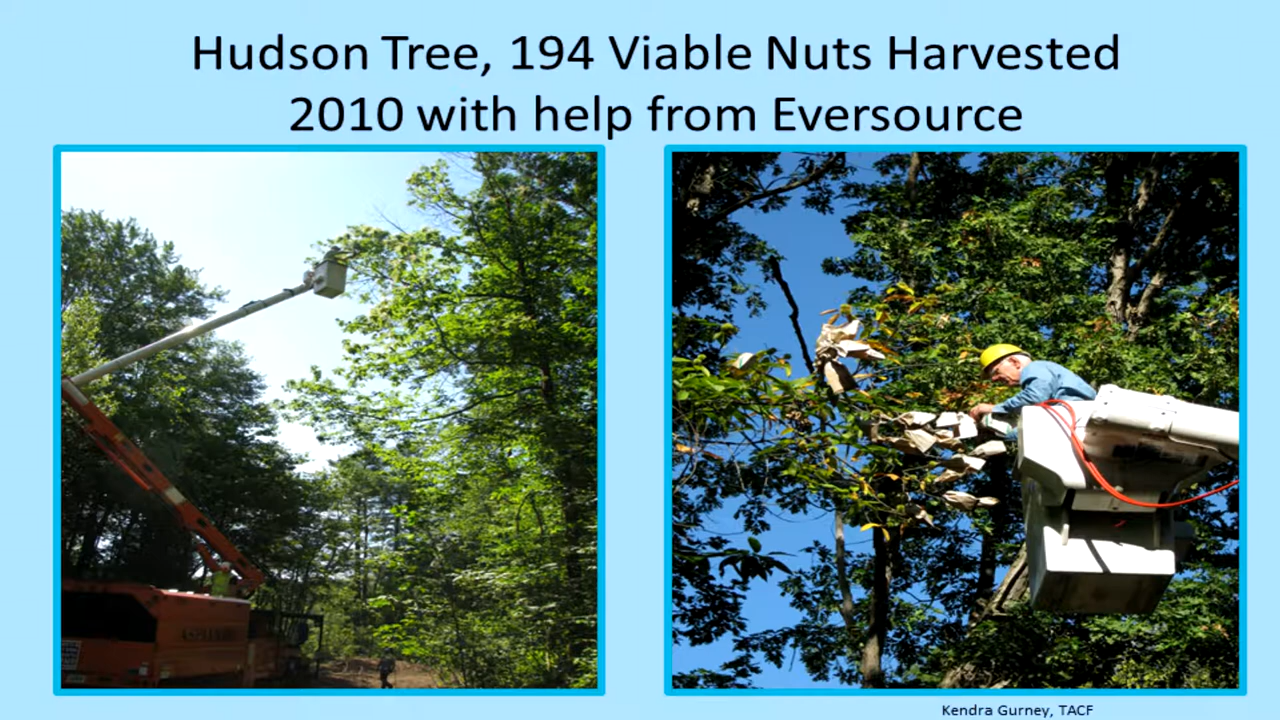 Hudson Tree, 194 Viable Nuts Harvested
2010 with help from Eversource
Kendra Gurney, TACF